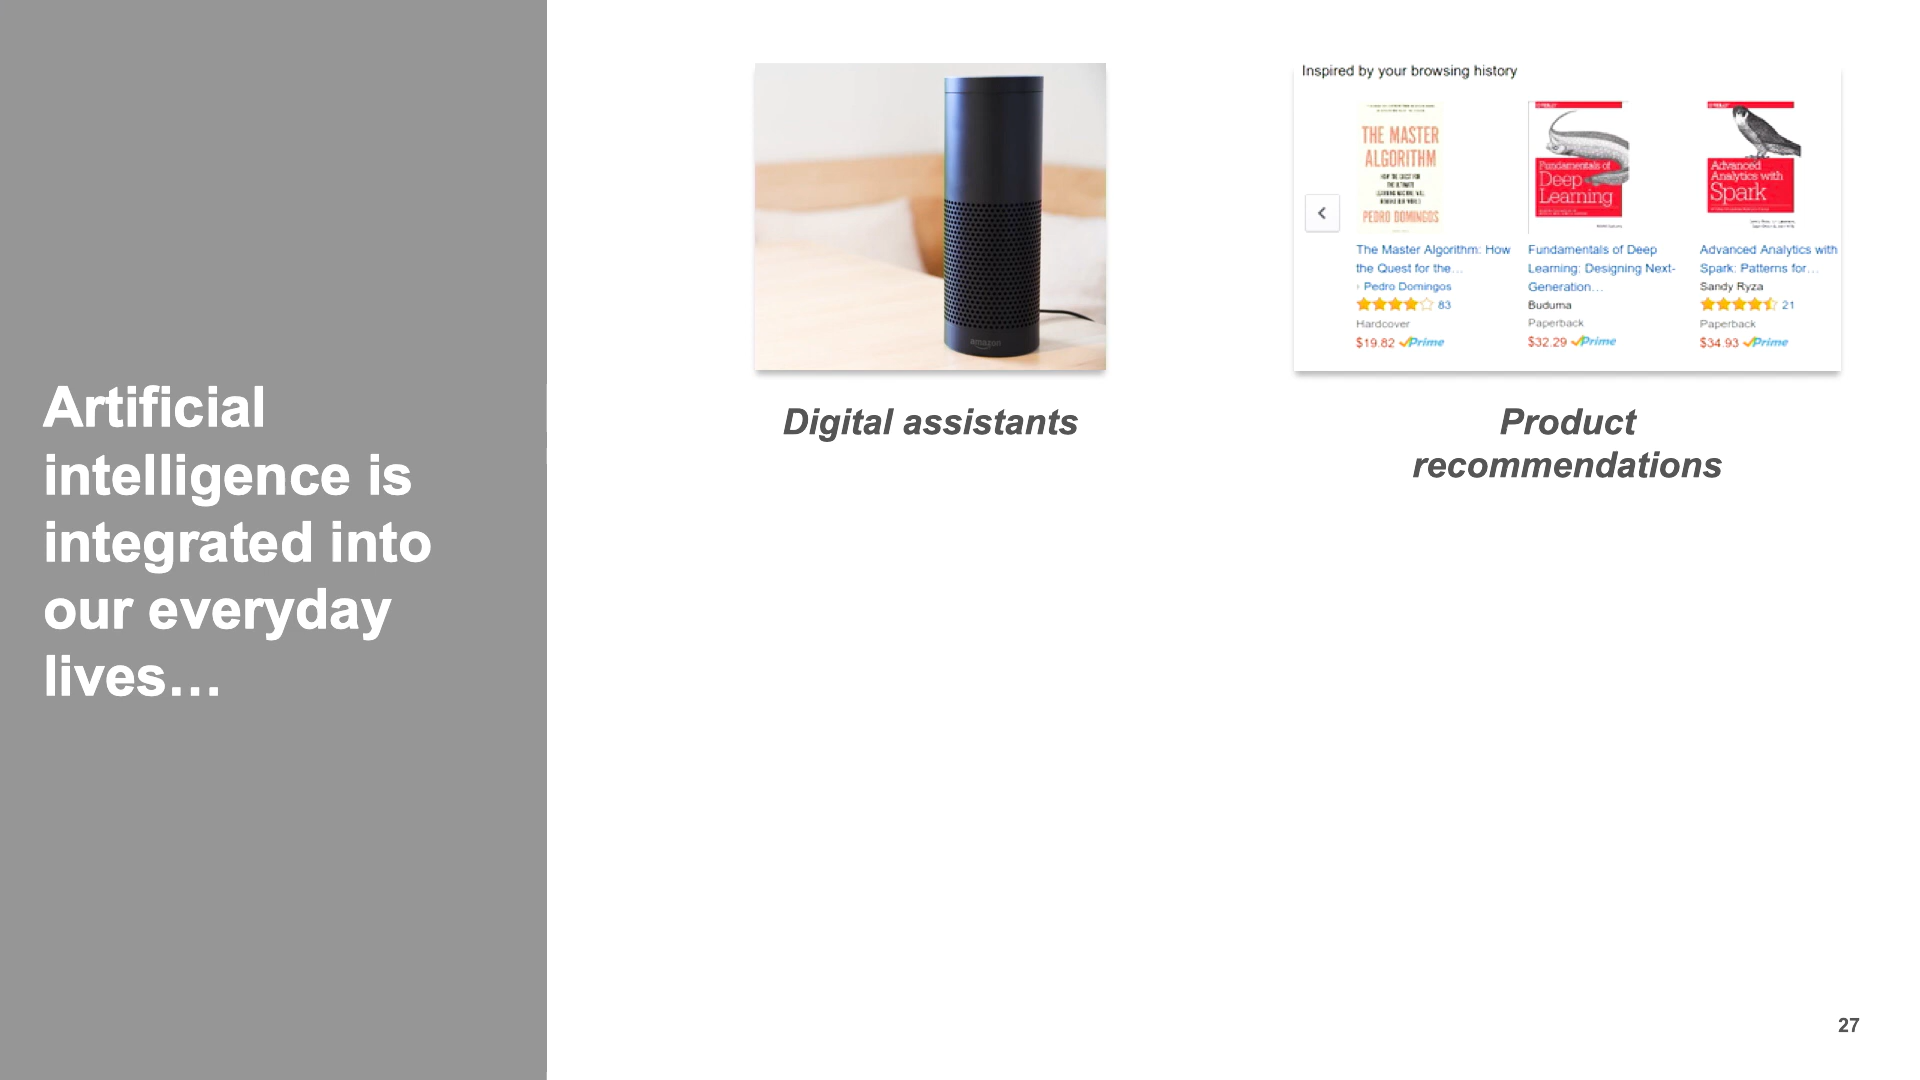 Artificial
intelligence is
integrated into
our everyday
lives…
amazon
Digital assistants
Inspired by your browsing history
THE MASTER
ALGORITHM
PEDRO DOMINGOS
The Master Algorithm: How
the Quest for the…
› Pedro Domingos
83
Hardcover
$19.82 Prime
Fundamentals of
Deep
Learning
Fundamentals of Deep
Learning: Designing Next-
Generation…
Buduma
Paperback
$32.29 Prime
Advanced
Analytics with
Spark
Advanced Analytics with
Spark: Patterns for…
Sandy Ryza
21
Paperback
$34.93 Prime
Product
recommendations
27